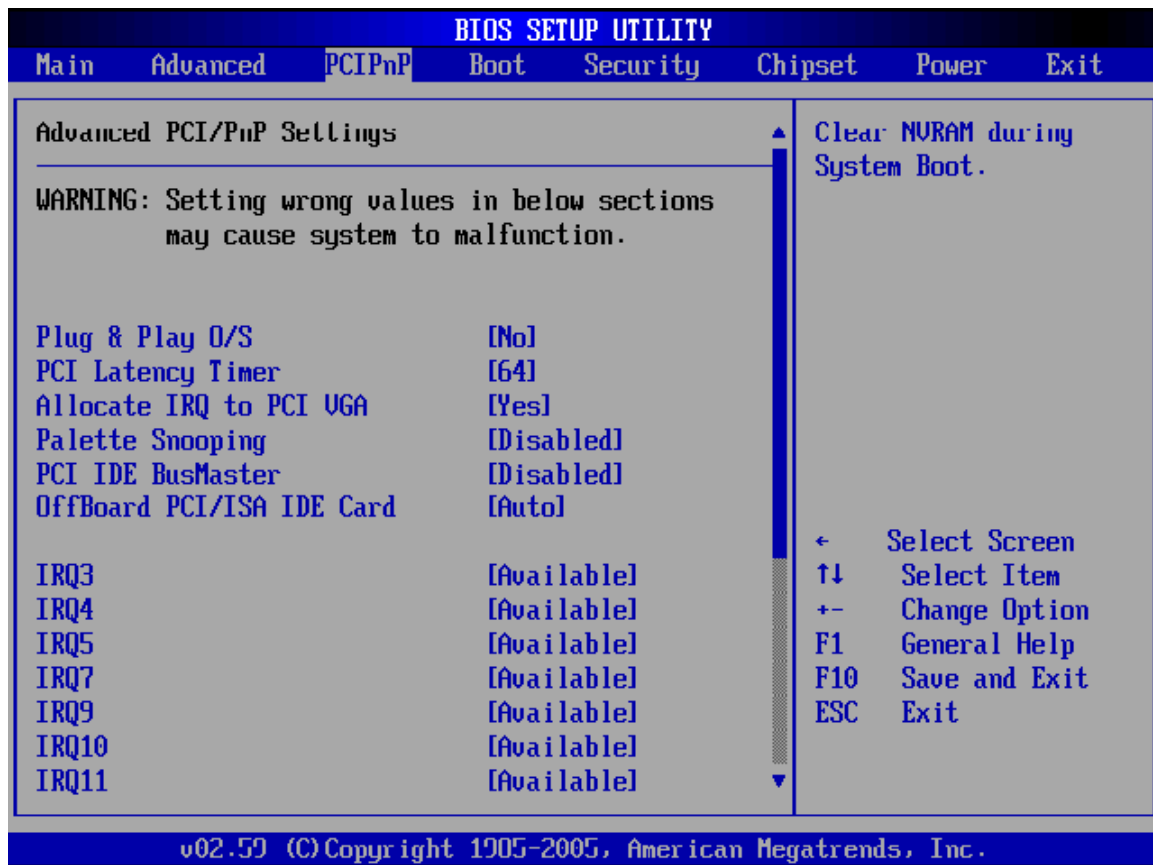 BIOS SETUP UTILITY
Main Advanced PCIPnP Boot Security Chipset Power Exit
Advanced PCI/PnP Settings
WARNING: Setting wrong values in below sections
may cause system to malfunction.
Plug & Play O/S [No]
PCI Latency Timer [64]
Allocate IRQ to PCI VGA [Yes]
Palette Snooping [Disabled]
PCI IDE BusMaster [Disabled]
OffBoard PCI/ISA IDE Card [Auto]
IRQ3 [Available]
IRQ4 [Available]
IRQ5 [Available]
IRQ7 [Available]
IRQ9 [Available]
IRQ10 [Available]
IRQ11 [Available]
Clear NVRAM during
System Boot.
← Select Screen
↑↓ Select Item
+- Change Option
F1 General Help
F10 Save and Exit
ESC Exit
v02.59 (C)Copyright 1985-2005, American Megatrends, Inc.